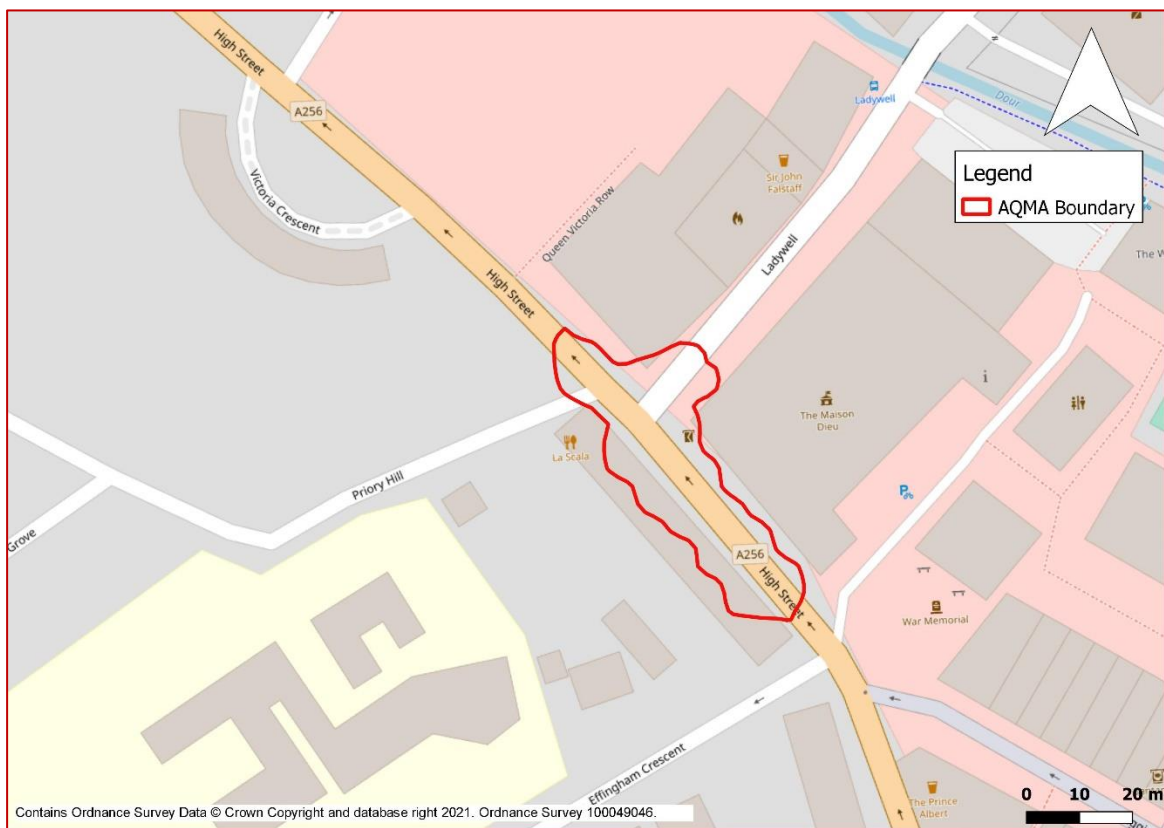 High Street
A256
Victoria Crescent
Ladywell
Dour
Legend
AQMA Boundary
Sir John
Falstaff
Queen Victoria Row
Ladywell
The W
High Street
i
The Maison
Dieu
La Scala
Priory Hill
P
Grove
A256
High Street
War Memorial
Effingham Crescent
The Prince
Albert
0 10 20 m
Contains Ordnance Survey Data © Crown Copyright and database right 2021. Ordnance Survey 100049046.